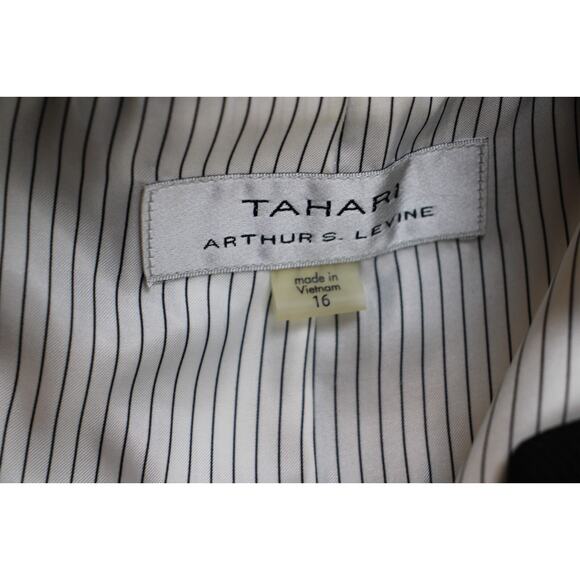 TAHARI
ARTHUR S. LEVINE
made in
Vietnam
16